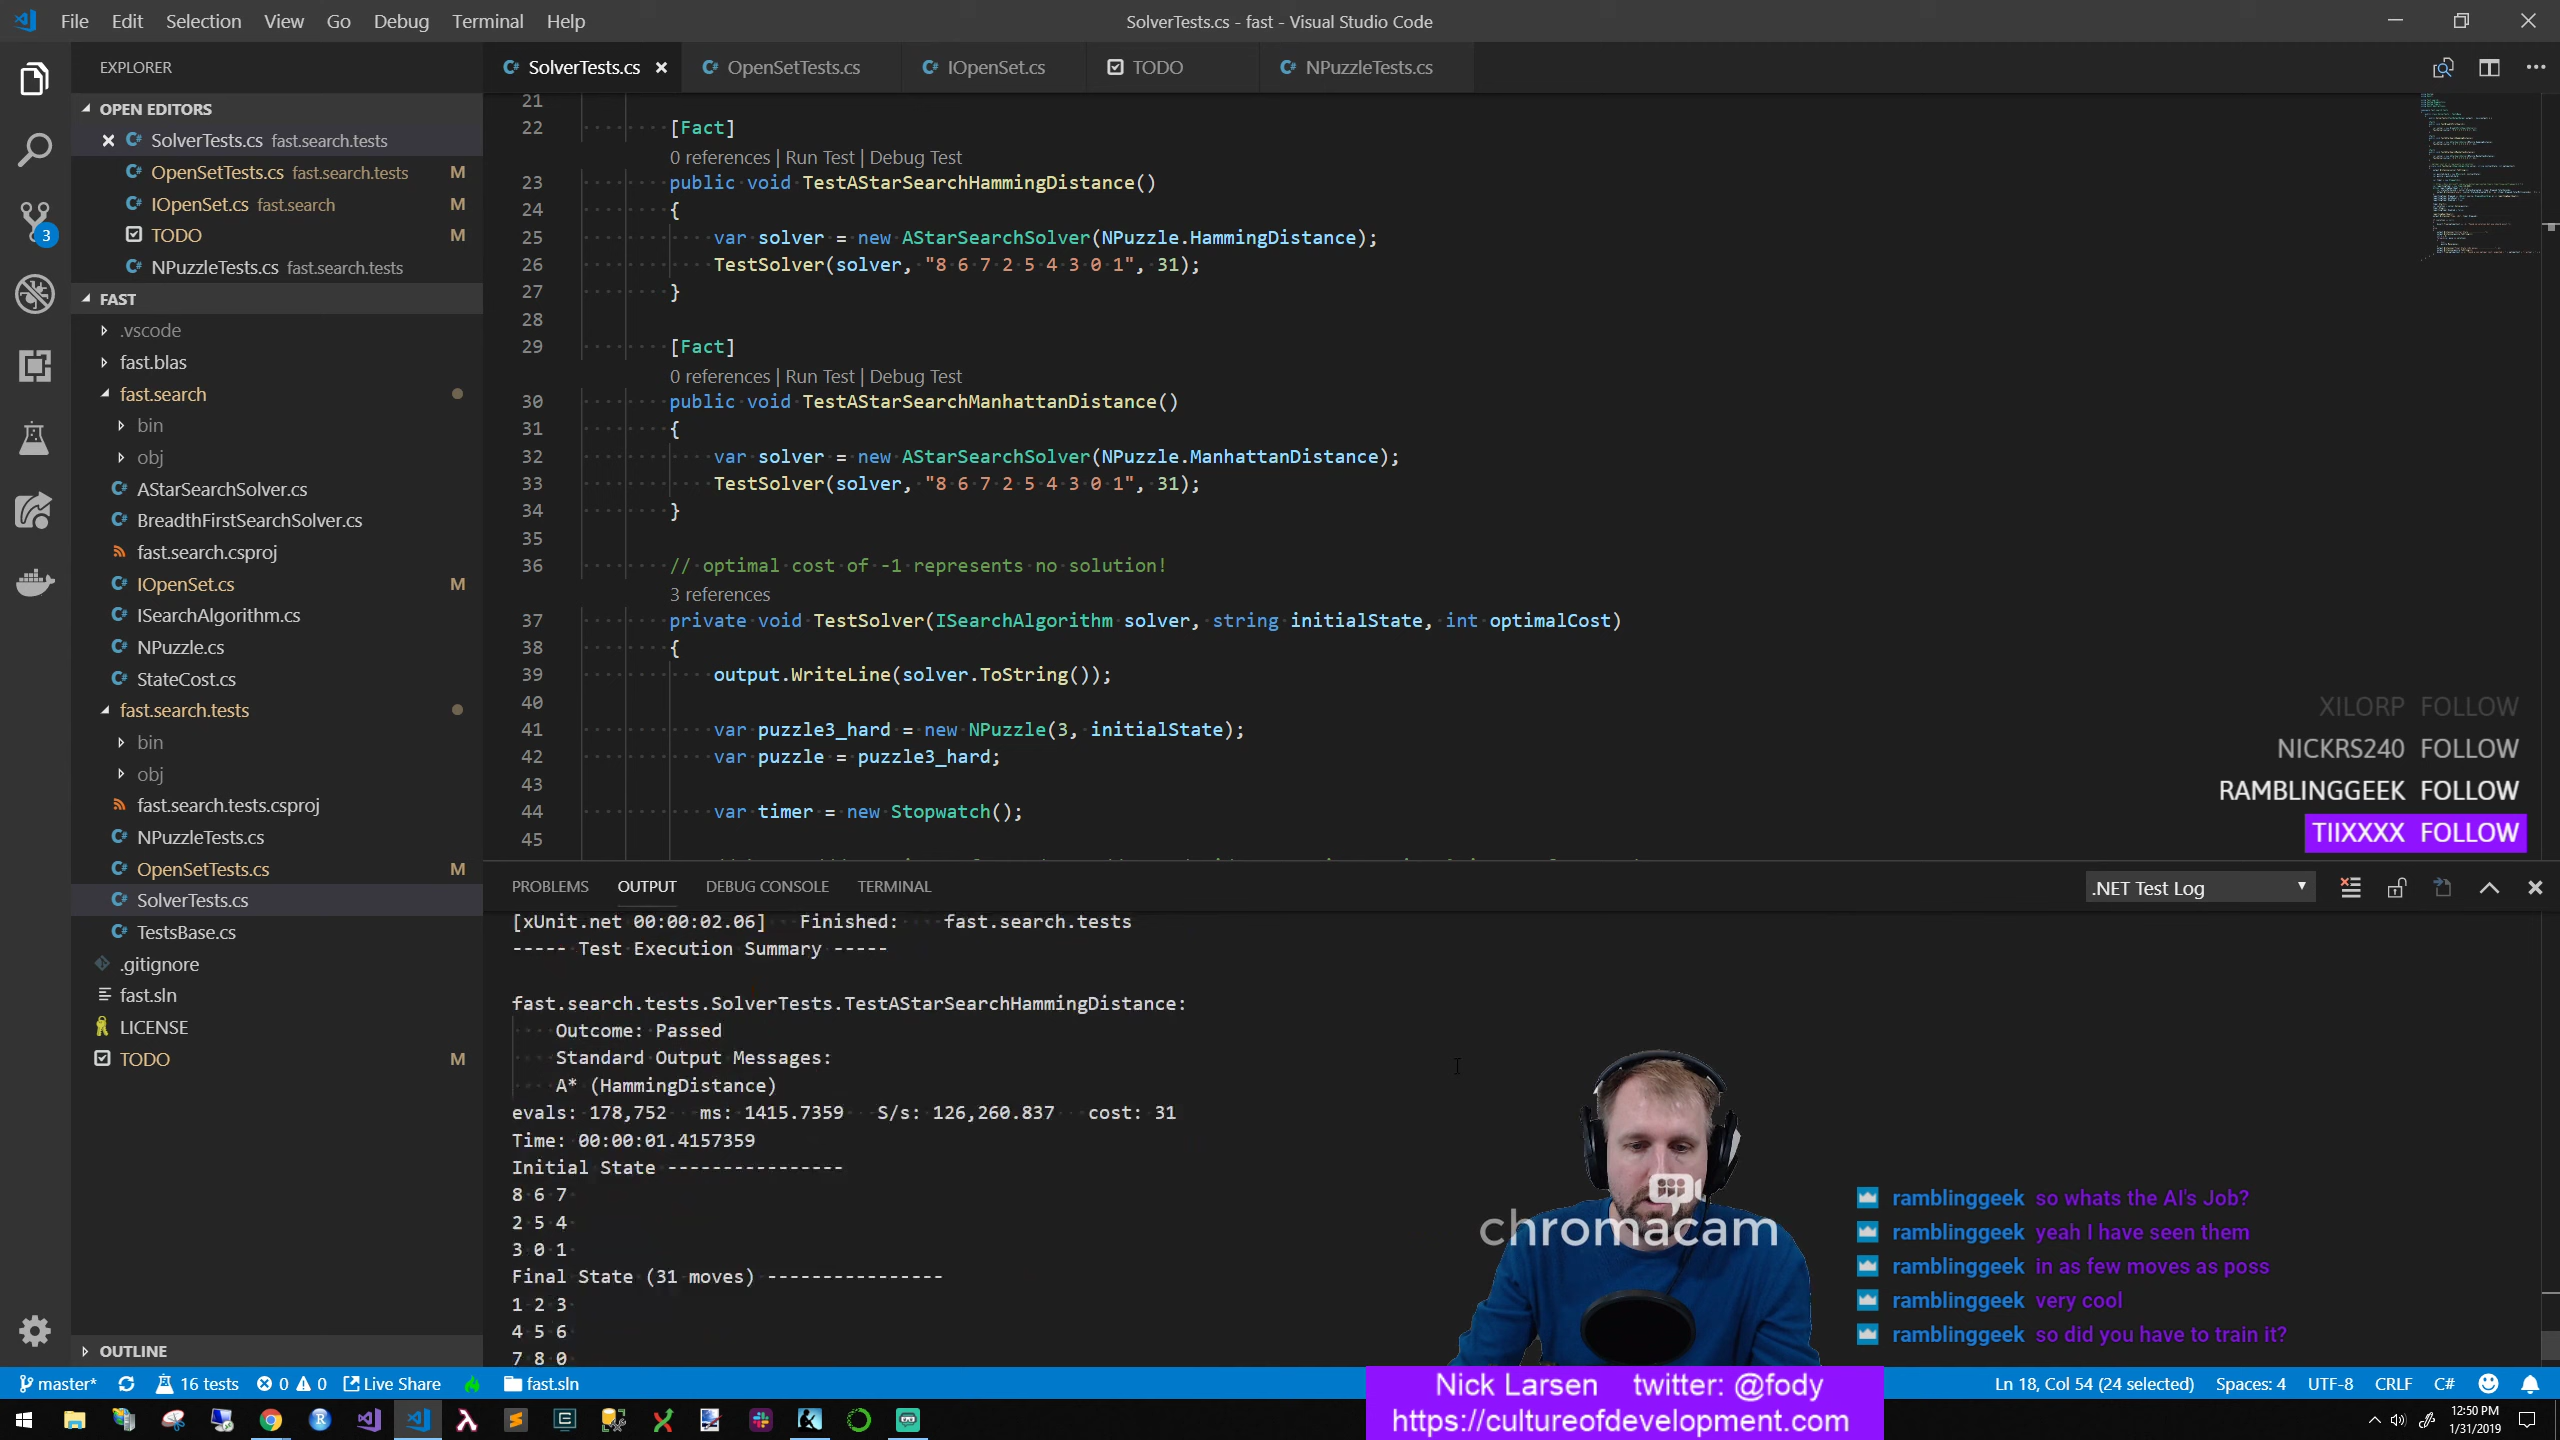 File Edit Selection View Go Debug Terminal Help
SolverTests.cs - fast - Visual Studio Code
EXPLORER
OPEN EDITORS
SolverTests.cs fast.search.tests
OpenSetTests.cs fast.search.tests M
IOpenSet.cs fast.search M
TODO M
NPuzzleTests.cs fast.search.tests
3
FAST
.vscode
fast.blas
fast.search
bin
obj
AStarSearchSolver.cs
BreadthFirstSearchSolver.cs
fast.search.csproj
IOpenSet.cs M
ISearchAlgorithm.cs
NPuzzle.cs
StateCost.cs
fast.search.tests
bin
obj
fast.search.tests.csproj
NPuzzleTests.cs
OpenSetTests.cs M
SolverTests.cs
TestsBase.cs
.gitignore
fast.sln
LICENSE
TODO M
OUTLINE
SolverTests.cs OpenSetTests.cs IOpenSet.cs TODO NPuzzleTests.cs
21
22 [Fact]
0 references | Run Test | Debug Test
23 public void TestAStarSearchHammingDistance()
24 {
25 var solver = new AStarSearchSolver(NPuzzle.HammingDistance);
26 TestSolver(solver, "8 6 7 2 5 4 3 0 1", 31);
27 }
28
29 [Fact]
0 references | Run Test | Debug Test
30 public void TestAStarSearchManhattanDistance()
31 {
32 var solver = new AStarSearchSolver(NPuzzle.ManhattanDistance);
33 TestSolver(solver, "8 6 7 2 5 4 3 0 1", 31);
34 }
35
36 // optimal cost of -1 represents no solution!
3 references
37 private void TestSolver(ISearchAlgorithm solver, string initialState, int optimalCost)
38 {
39 output.WriteLine(solver.ToString());
40
41 var puzzle3_hard = new NPuzzle(3, initialState);
42 var puzzle = puzzle3_hard;
43
44 var timer = new Stopwatch();
45
XILORP FOLLOW
NICKRS240 FOLLOW
RAMBLINGGEEK FOLLOW
TIIXXXX FOLLOW
PROBLEMS OUTPUT DEBUG CONSOLE TERMINAL
.NET Test Log
[xUnit.net 00:00:02.06] Finished: fast.search.tests
----- Test Execution Summary -----
fast.search.tests.SolverTests.TestAStarSearchHammingDistance:
Outcome: Passed
Standard Output Messages:
A* (HammingDistance)
evals: 178,752 ms: 1415.7359 S/s: 126,260.837 cost: 31
Time: 00:00:01.4157359
Initial State ----------------
8 6 7
2 5 4
3 0 1
Final State (31 moves) ----------------
1 2 3
4 5 6
7 8 0
chromacam
ramblinggeek so whats the AI's Job?
ramblinggeek yeah I have seen them
ramblinggeek in as few moves as poss
ramblinggeek very cool
ramblinggeek so did you have to train it?
master* 16 tests 0 0 Live Share fast.sln
Ln 18, Col 54 (24 selected) Spaces: 4 UTF-8 CRLF C#
Nick Larsen twitter: @fody
https://cultureofdevelopment.com
12:50 PM
1/31/2019